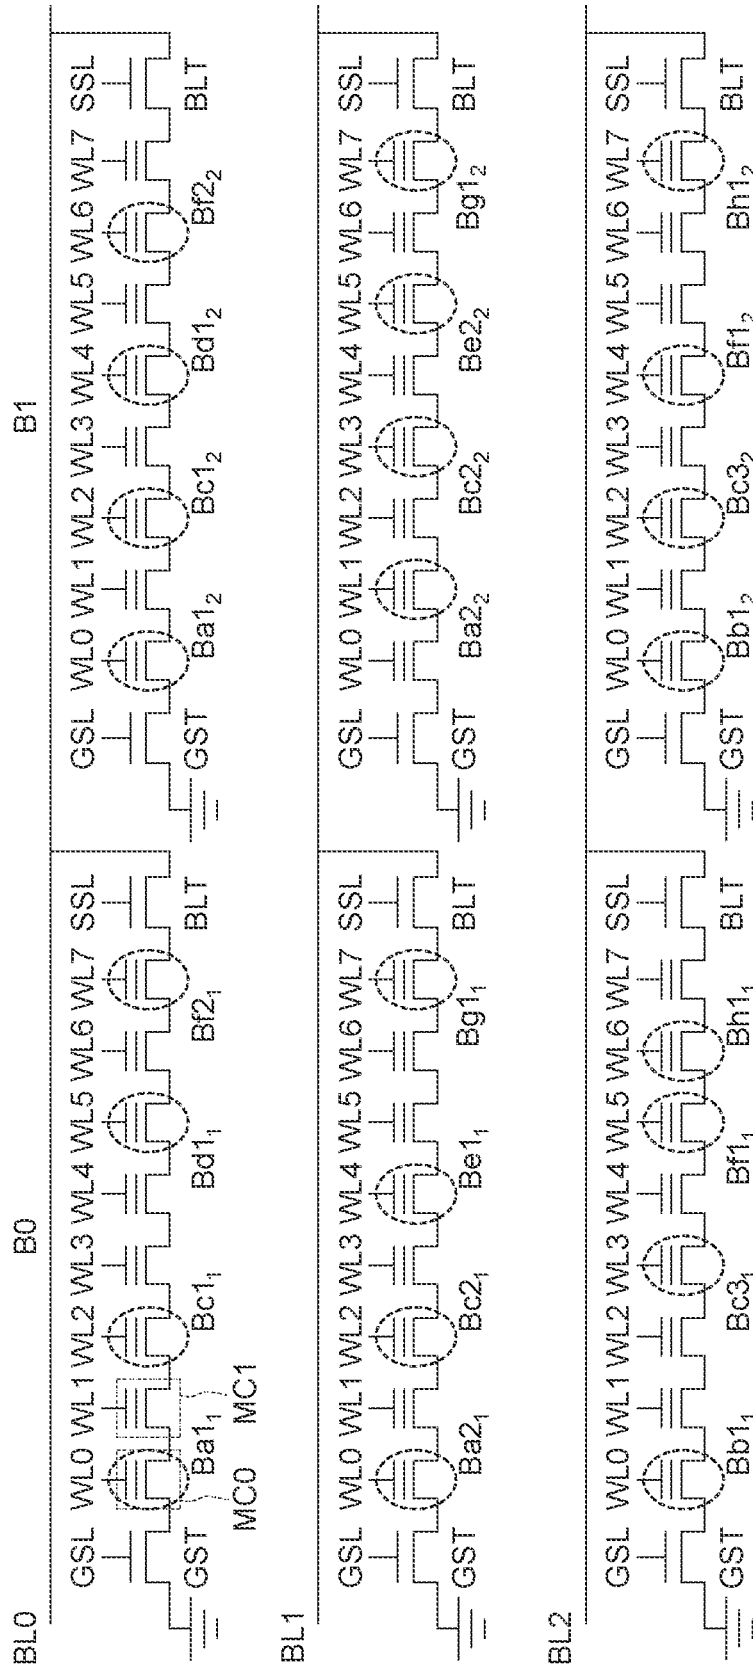 B0 B1
BL0
GSL WL0 WL1 WL2 WL3 WL4 WL5 WL6 WL7 SSL GSL WL0 WL1 WL2 WL3 WL4 WL5 WL6 WL7 SSL
GST Ba1₁ Bc1₁ Bd1₁ Bf2₁ BLT GST Ba1₂ Bc1₂ Bd1₂ Bf2₂ BLT
MC0 MC1
BL1
GSL WL0 WL1 WL2 WL3 WL4 WL5 WL6 WL7 SSL GSL WL0 WL1 WL2 WL3 WL4 WL5 WL6 WL7 SSL
GST Ba2₁ Bc2₁ Be1₁ Bg1₁ BLT GST Ba2₂ Bc2₂ Be2₂ Bg1₂ BLT
BL2
GSL WL0 WL1 WL2 WL3 WL4 WL5 WL6 WL7 SSL GSL WL0 WL1 WL2 WL3 WL4 WL5 WL6 WL7 SSL
GST Bb1₁ Bc3₁ Bf1₁ Bh1₁ BLT GST Bb1₂ Bc3₂ Bf1₂ Bh1₂ BLT